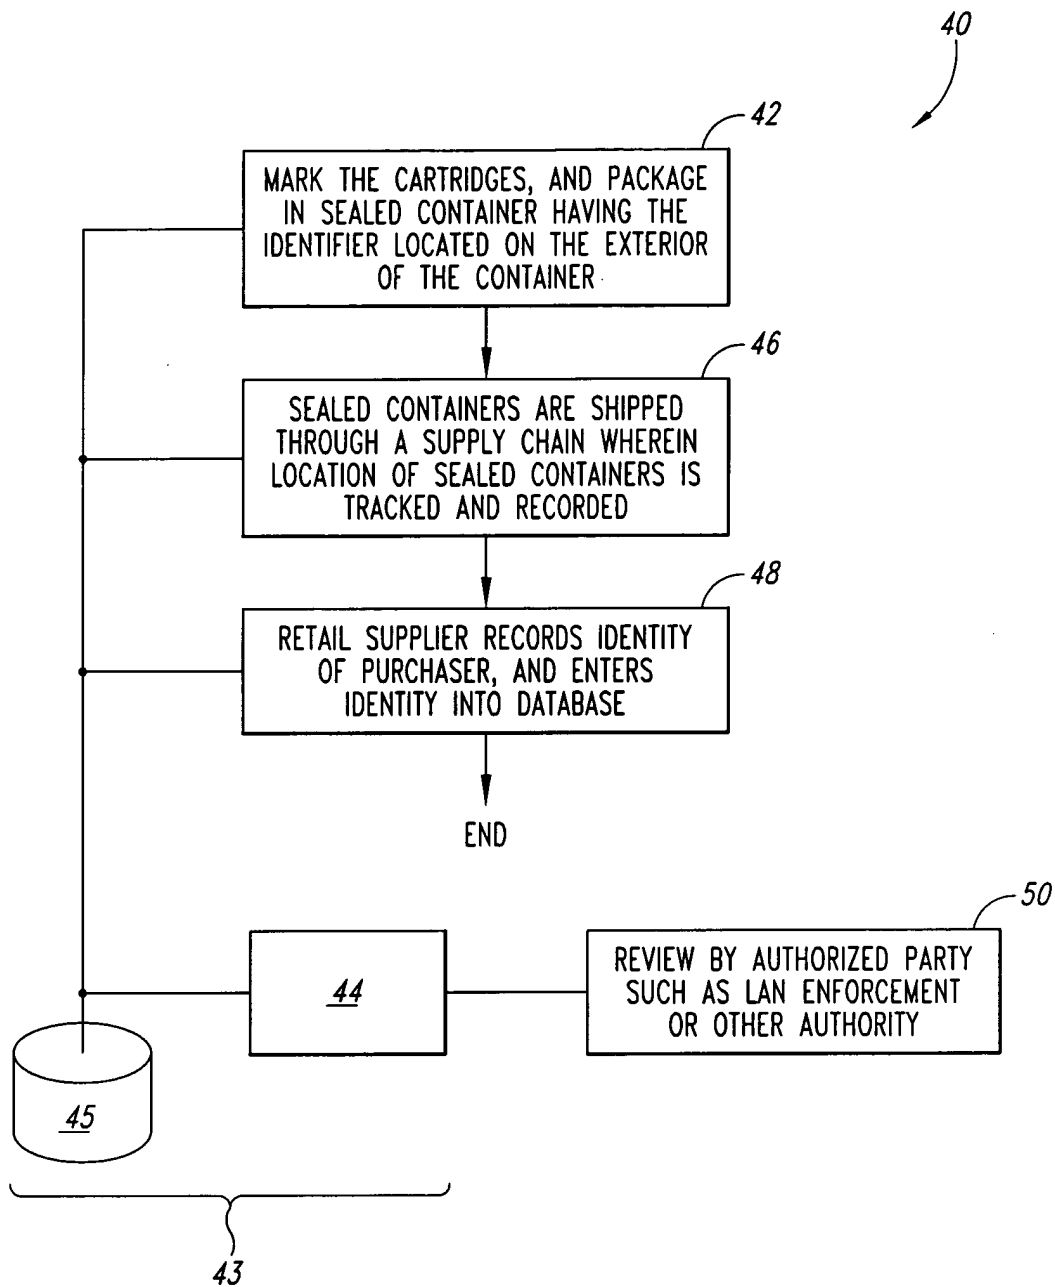 40
42
MARK THE CARTRIDGES, AND PACKAGE
IN SEALED CONTAINER HAVING THE
IDENTIFIER LOCATED ON THE EXTERIOR
OF THE CONTAINER
46
SEALED CONTAINERS ARE SHIPPED
THROUGH A SUPPLY CHAIN WHEREIN
LOCATION OF SEALED CONTAINERS IS
TRACKED AND RECORDED
48
RETAIL SUPPLIER RECORDS IDENTITY
OF PURCHASER, AND ENTERS
IDENTITY INTO DATABASE
END
50
44
REVIEW BY AUTHORIZED PARTY
SUCH AS LAN ENFORCEMENT
OR OTHER AUTHORITY
45
43